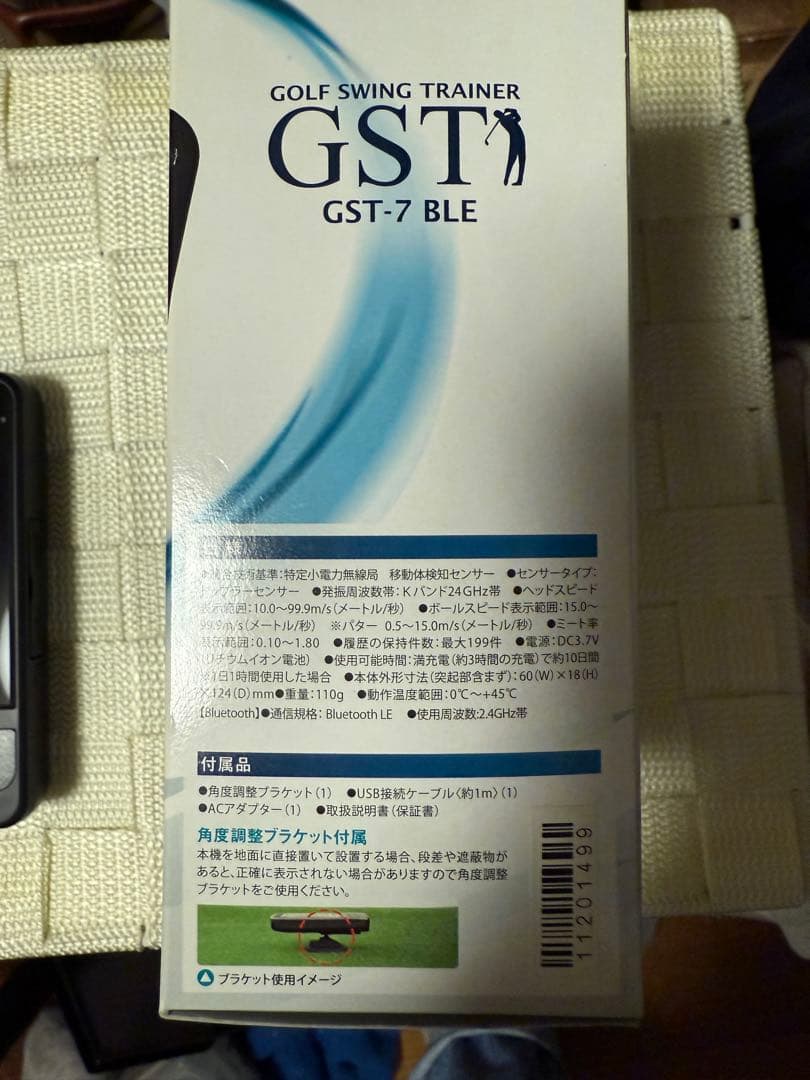 GOLF SWING TRAINER
GST
GST-7 BLE
技術基準:特定小電力無線局 移動体検知センサー ●センサータイプ:
ドップラーセンサー ●発振周波数帯:Kバンド24GHz帯 ●ヘッドスピード
表示範囲:10.0〜99.9m/s(メートル/秒) ●ボールスピード表示範囲:15.0〜
99.9m/s(メートル/秒) ※パター 0.5〜15.0m/s(メートル/秒) ●ミート率
表示範囲:0.10〜1.80 ●履歴の保持件数:最大199件 ●電源:DC3.7V
(リチウムイオン電池) ●使用可能時間:満充電(約3時間の充電)で約10日間
※1日1時間使用した場合 ●本体外形寸法(突起部含まず):60(W)×18(H)
×124(D)mm●重量:110g ●動作温度範囲:0℃〜+45℃
【Bluetooth】●通信規格:Bluetooth LE ●使用周波数:2.4GHz帯
付属品
●角度調整ブラケット(1) ●USB接続ケーブル〈約1m〉(1)
●ACアダプター(1) ●取扱説明書(保証書)
角度調整ブラケット付属
本機を地面に直接置いて設置する場合、段差や遮蔽物が
あると、正確に表示されない場合がありますので角度調整
ブラケットをご使用ください。
ブラケット使用イメージ
11201499